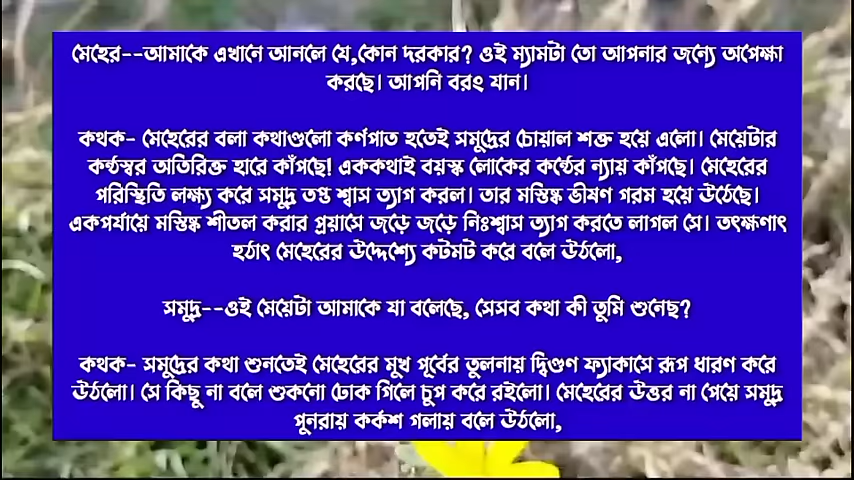 মেহের--আমাকে এখানে আনলে যে,কোন দরকার? ওই ম্যামটা তো আপনার জন্যে অপেক্ষা
করছে। আপনি বরং যান।
কথক- মেহেরের বলা কথাগুলো কর্ণপাত হতেই সমুদ্রের চোয়াল শক্ত হয়ে এলো। মেয়েটার
কন্ঠস্বর অতিরিক্ত হারে কাঁপছে! এককথাই বয়স্ক লোকের কন্ঠের ন্যায় কাঁপছে। মেহেরের
পরিস্থিতি লক্ষ্য করে সমুদ্র তপ্ত শ্বাস ত্যাগ করল। তার মস্তিষ্ক ভীষণ গরম হয়ে উঠেছে।
একপর্যায়ে মস্তিষ্ক শীতল করার প্রয়াসে জড়ে জড়ে নিঃশ্বাস ত্যাগ করতে লাগল সে। তৎক্ষণাৎ
হঠাৎ মেহেরের উদ্দেশ্যে কটমট করে বলে উঠলো,
সমুদ্র--ওই মেয়েটা আমাকে যা বলেছে, সেসব কথা কী তুমি শুনেছ?
কথক- সমুদ্রের কথা শুনতেই মেহেরের মুখ পূর্বের তুলনায় দ্বিগুণ ফ্যাকাসে রূপ ধারণ করে
উঠলো। সে কিছু না বলে শুকনো ঢোক গিলে চুপ করে রইলো। মেহেরের উত্তর না পেয়ে সমুদ্র
পুনরায় কর্কশ গলায় বলে উঠলো,